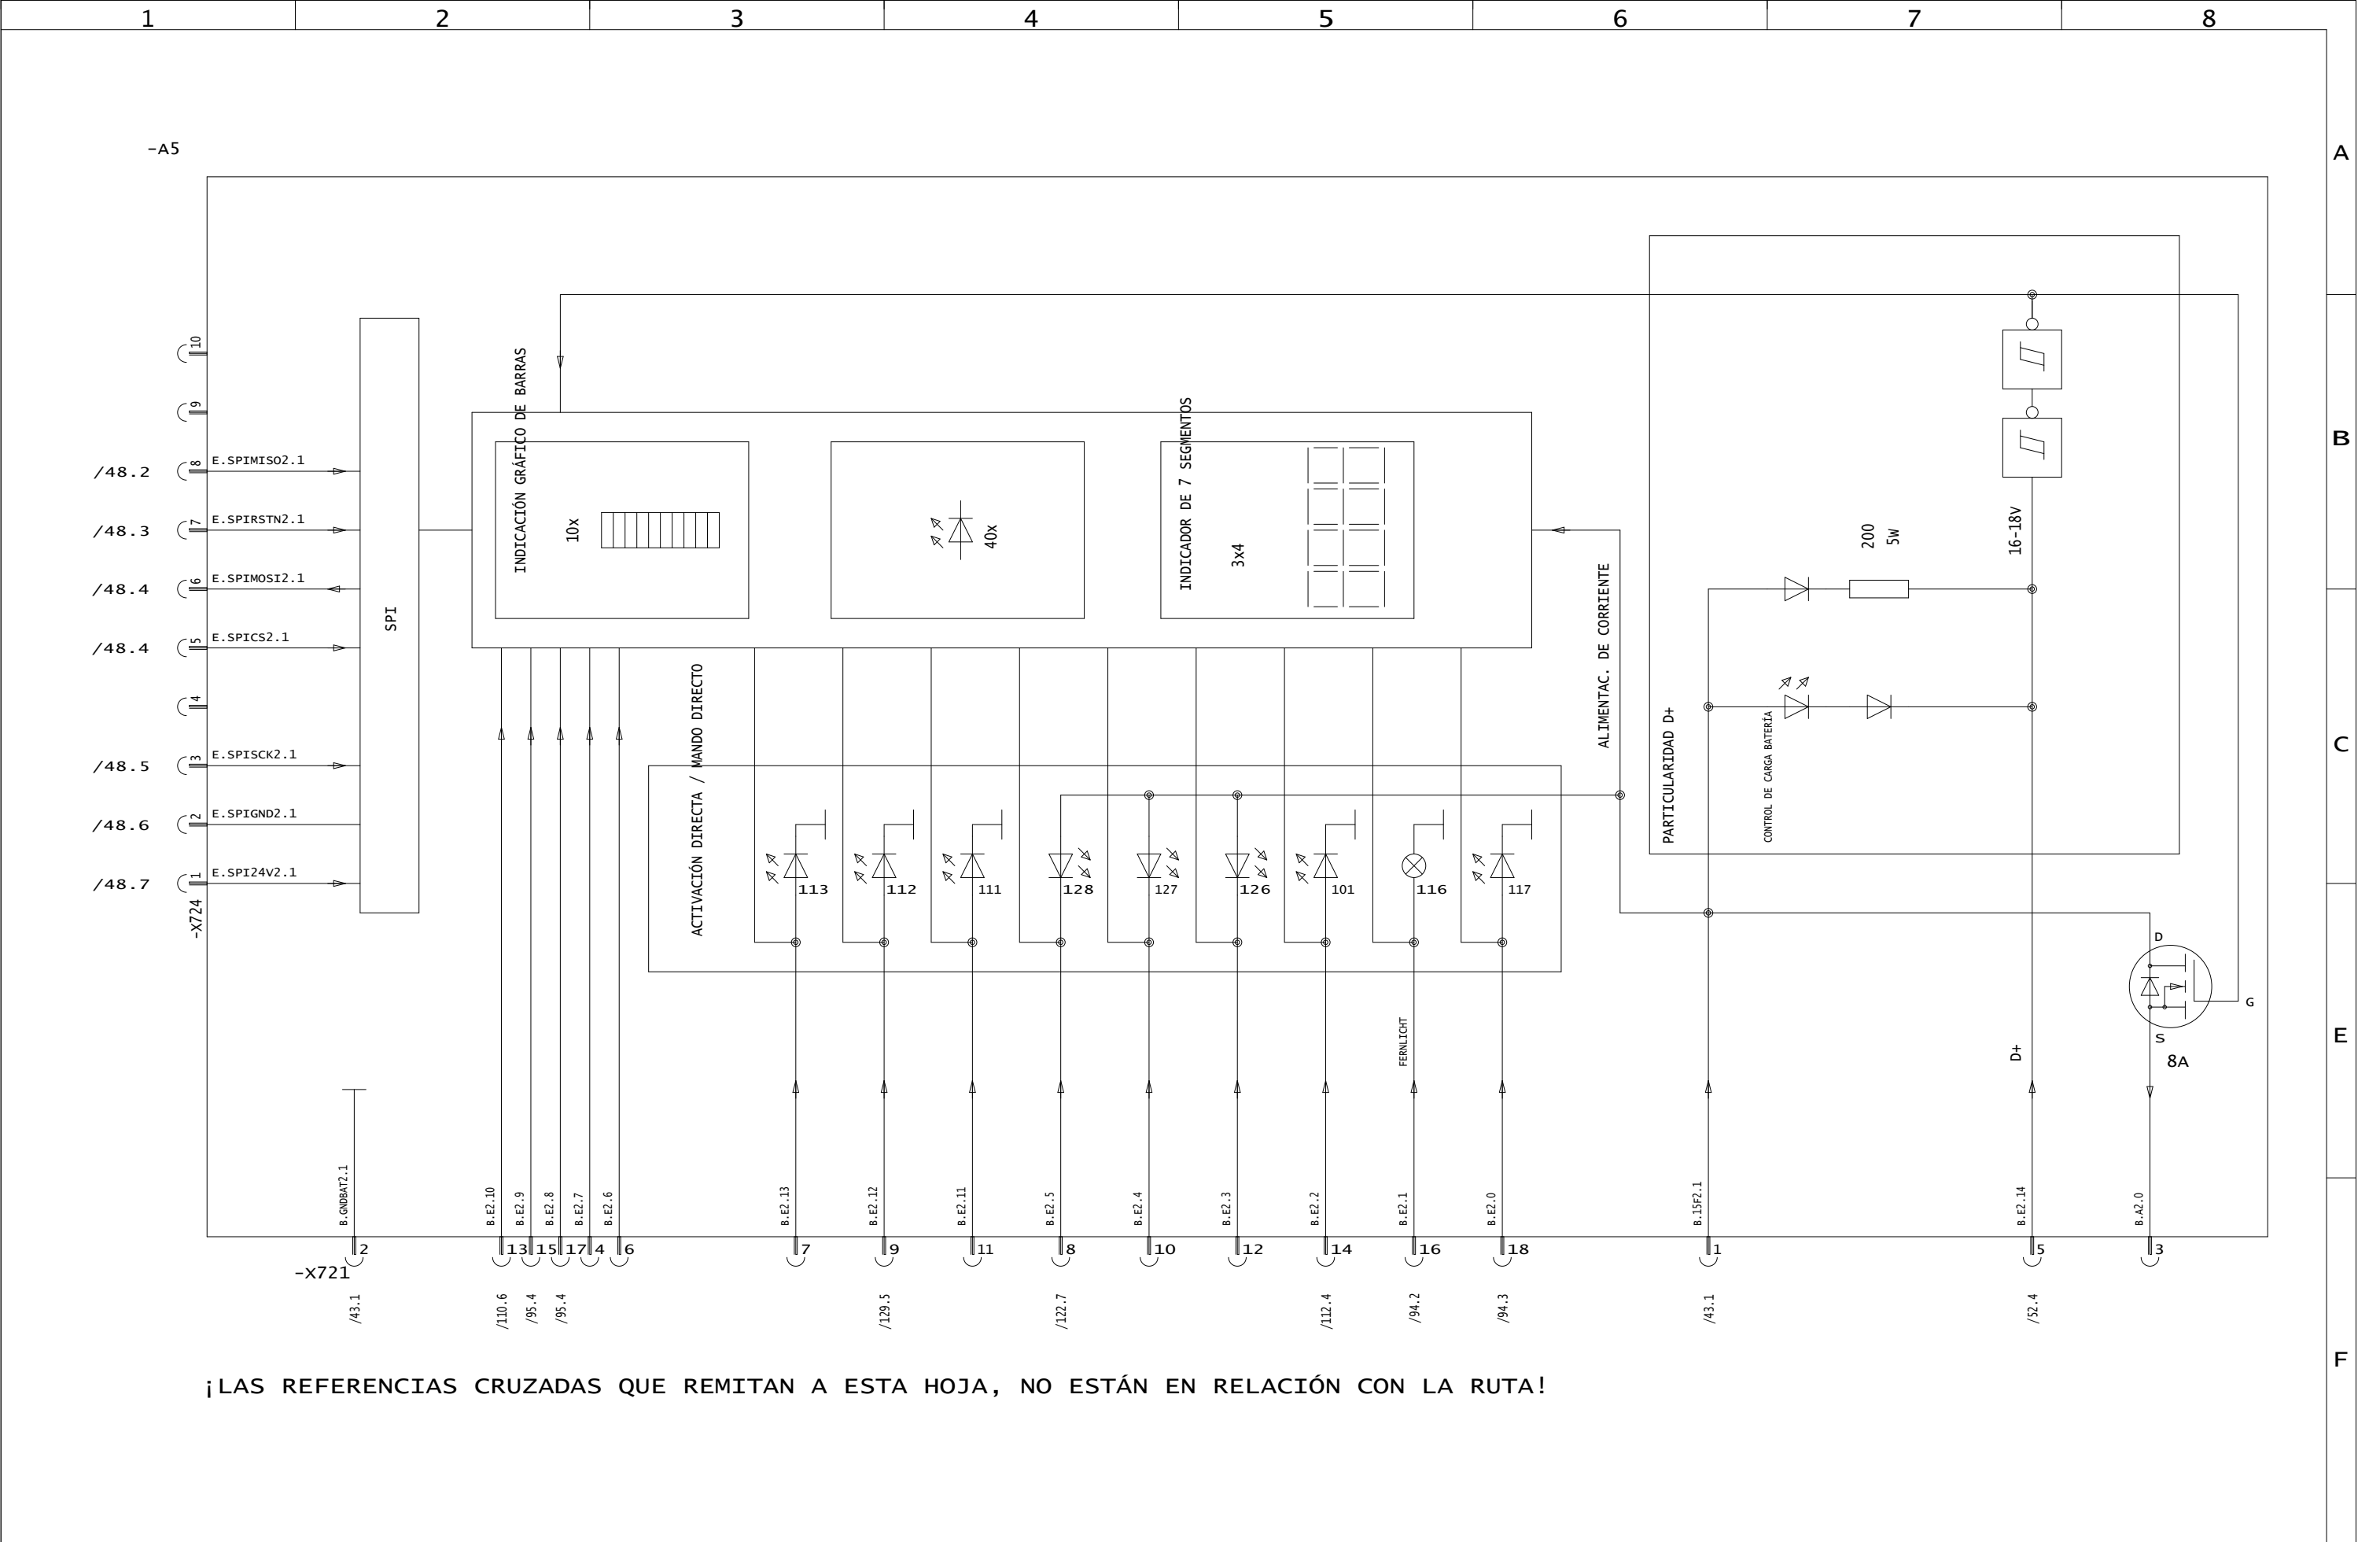 1 2 3 4 5 6 7 8
A
B
C
E
F
-A5
10
9
/48.2 8 E.SPIMISO2.1
/48.3 7 E.SPIRSTN2.1
/48.4 6 E.SPIMOSI2.1
/48.4 5 E.SPICS2.1
4
/48.5 3 E.SPISCK2.1
/48.6 2 E.SPIGND2.1
/48.7 1 E.SPI24V2.1
-X724
SPI
INDICACIÓN GRÁFICO DE BARRAS
10x
40x
INDICADOR DE 7 SEGMENTOS
3x4
ALIMENTAC. DE CORRIENTE
PARTICULARIDAD D+
CONTROL DE CARGA BATERÍA
200
5W
16-18V
ACTIVACIÓN DIRECTA / MANDO DIRECTO
113 112 111 128 127 126 101 116 117
FERNLICHT
D+
D
G
S
8A
B.GNDBAT2.1
B.E2.10
B.E2.9
B.E2.8
B.E2.7
B.E2.6
B.E2.13
B.E2.12
B.E2.11
B.E2.5
B.E2.4
B.E2.3
B.E2.2
B.E2.1
B.E2.0
B.15F2.1
B.E2.14
B.A2.0
2 13 15 17 4 6 7 9 11 8 10 12 14 16 18 1 5 3
-X721
/43.1
/110.6
/95.4
/95.4
/129.5
/122.7
/112.4
/94.2
/94.3
/43.1
/52.4
¡LAS REFERENCIAS CRUZADAS QUE REMITAN A ESTA HOJA, NO ESTÁN EN RELACIÓN CON LA RUTA!